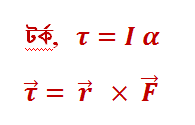 টর্ক, τ = I α
τ⃗ = r⃗ × F⃗